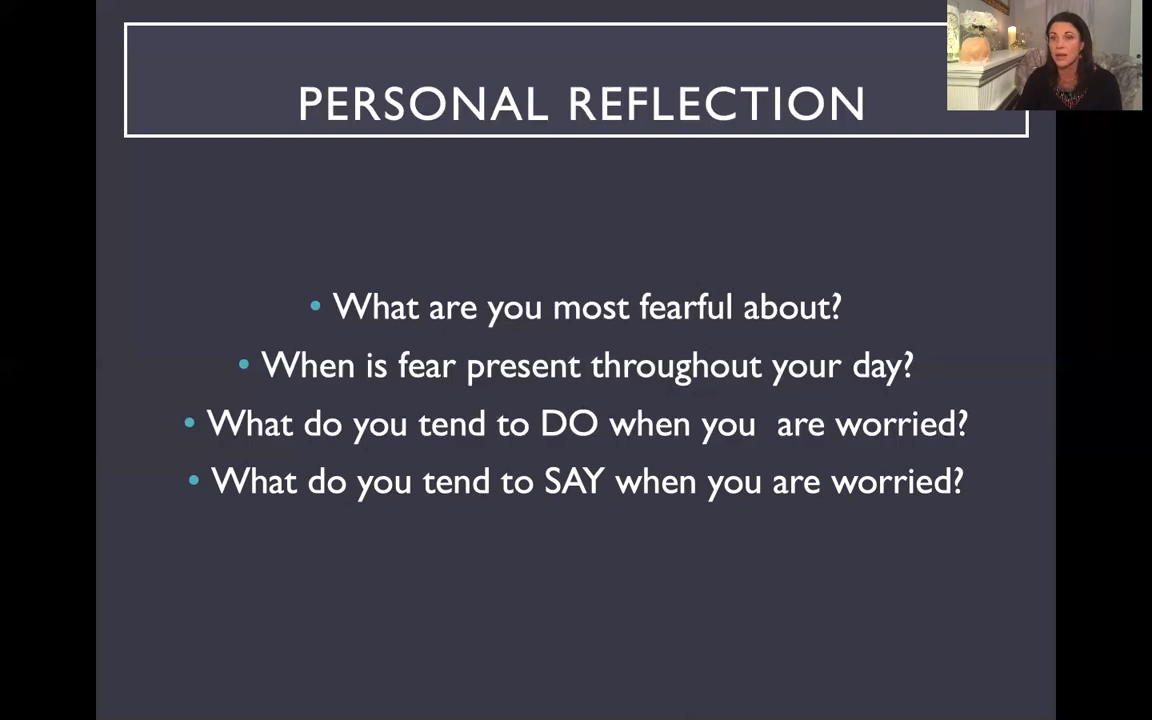 PERSONAL REFLECTION
• What are you most fearful about?
• When is fear present throughout your day?
• What do you tend to DO when you  are worried?
• What do you tend to SAY when you are worried?